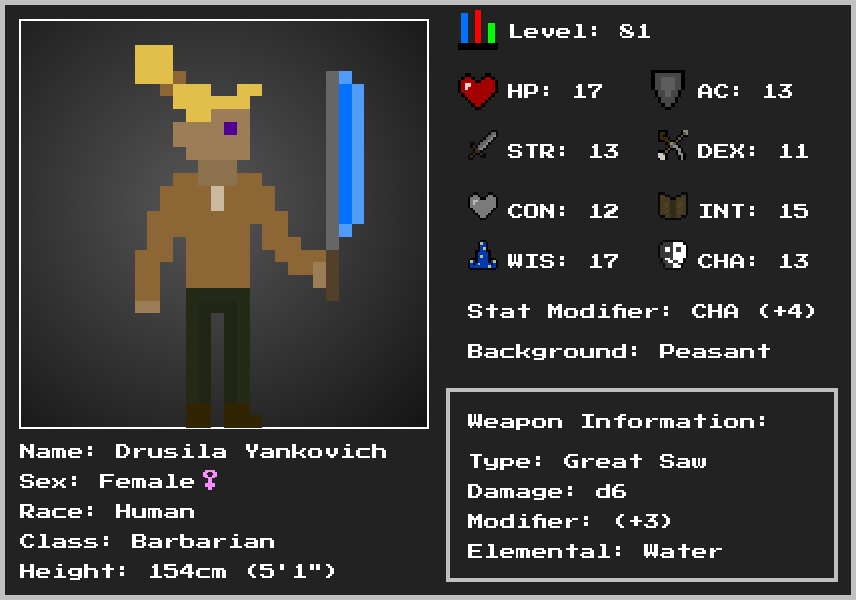 Level: 81
HP: 17
AC: 13
STR: 13
DEX: 11
CON: 12
INT: 15
WIS: 17
CHA: 13
Stat Modifier: CHA (+4)
Background: Peasant
Name: Drusila Yankovich
Sex: Female♀
Race: Human
Class: Barbarian
Height: 154cm (5'1")
Weapon Information:
Type: Great Saw
Damage: d6
Modifier: (+3)
Elemental: Water